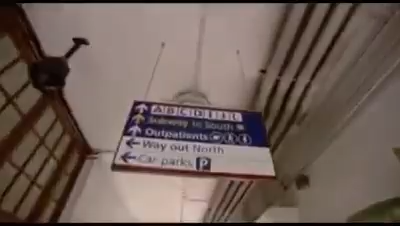 A B C D I J L
Subway to South
Outpatients
Way out North
Car parks P